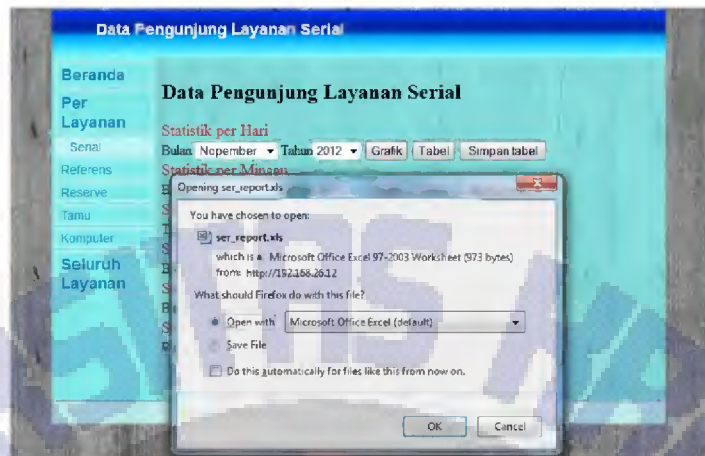 Data Pengunjung Layanan Serial
Beranda
Per
Layanan
Serial
Referens
Reserve
Tamu
Komputer
Seluruh
Layanan
Data Pengunjung Layanan Serial
Statistik per Hari
Bulan Nopember Tahun 2012 Grafik Tabel Simpan tabel
Statistik per Minggu
Opening ser_report.xls
You have chosen to open:
ser_report.xls
which is a: Microsoft Office Excel 97-2003 Worksheet (973 bytes)
from: http://192.168.26.12
What should Firefox do with this file?
Open with Microsoft Office Excel (default)
Save File
Do this automatically for files like this from now on.
OK Cancel